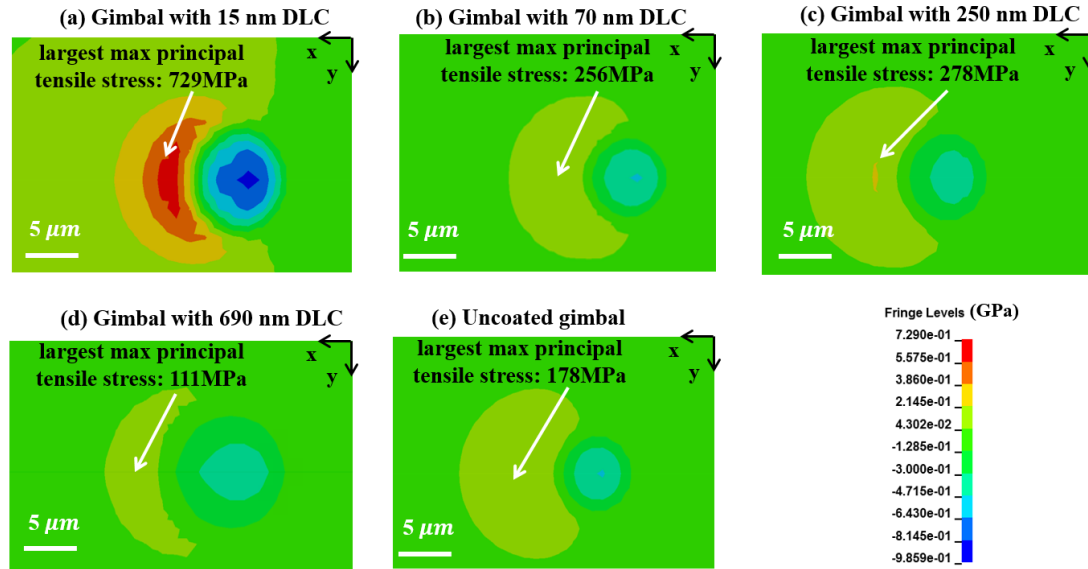 (a) Gimbal with 15 nm DLC
largest max principal
tensile stress: 729MPa
x
y
5 μm
(b) Gimbal with 70 nm DLC
largest max principal
tensile stress: 256MPa
x
y
5 μm
(c) Gimbal with 250 nm DLC
largest max principal
tensile stress: 278MPa
x
y
5 μm
(d) Gimbal with 690 nm DLC
largest max principal
tensile stress: 111MPa
x
y
5 μm
(e) Uncoated gimbal
largest max principal
tensile stress: 178MPa
x
y
5 μm
Fringe Levels (GPa)
7.290e-01
5.575e-01
3.860e-01
2.145e-01
4.302e-02
-1.285e-01
-3.000e-01
-4.715e-01
-6.430e-01
-8.145e-01
-9.859e-01